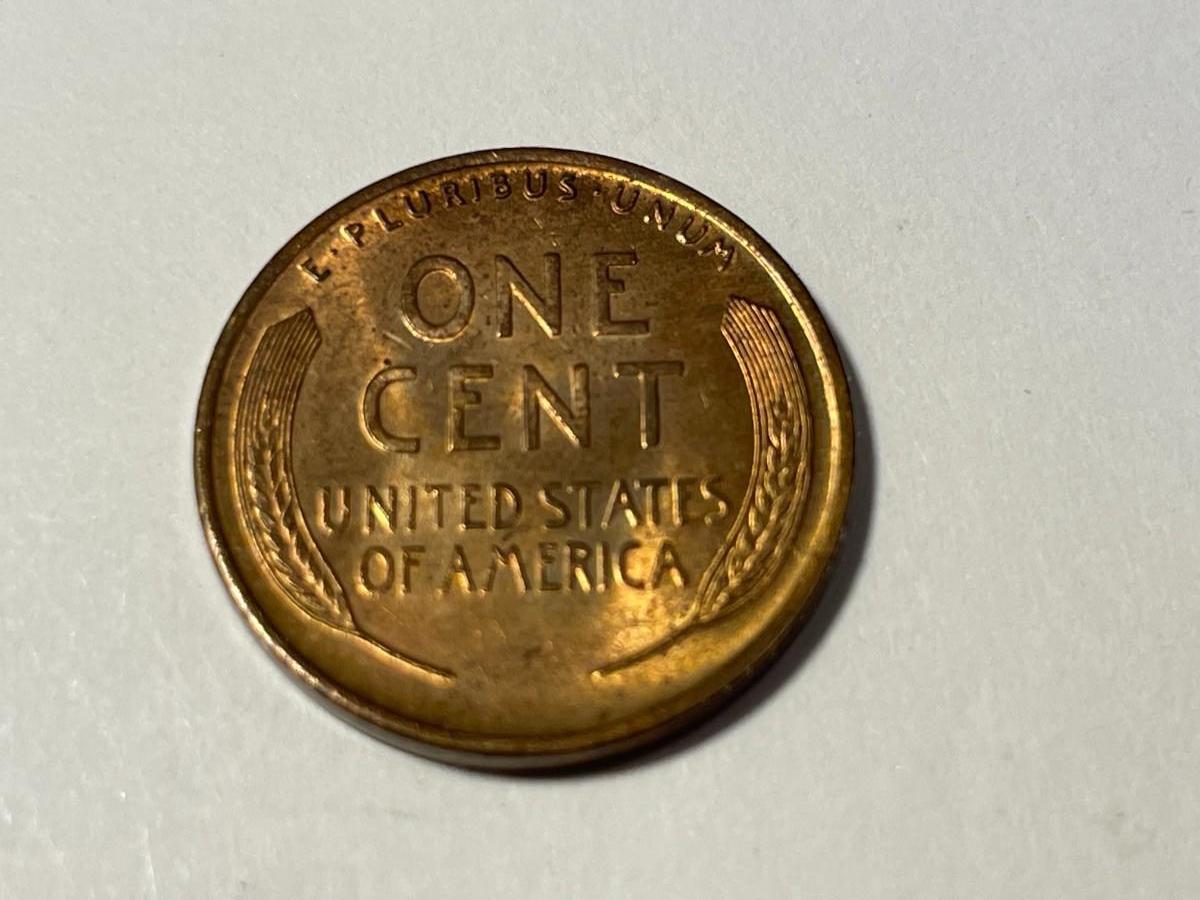 E·PLURIBUS·UNUM
ONE
CENT
UNITED STATES
OF AMERICA